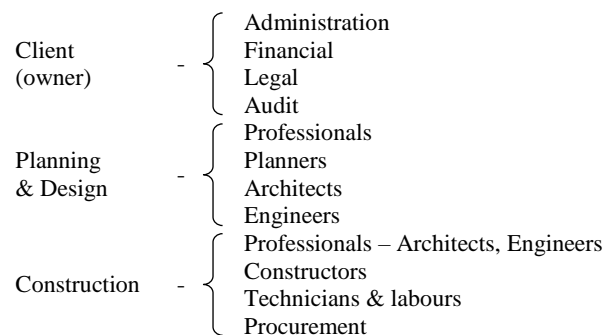 Client
(owner)
-
Administration
Financial
Legal
Audit
Planning
& Design
-
Professionals
Planners
Architects
Engineers
Construction
-
Professionals – Architects, Engineers
Constructors
Technicians & labours
Procurement